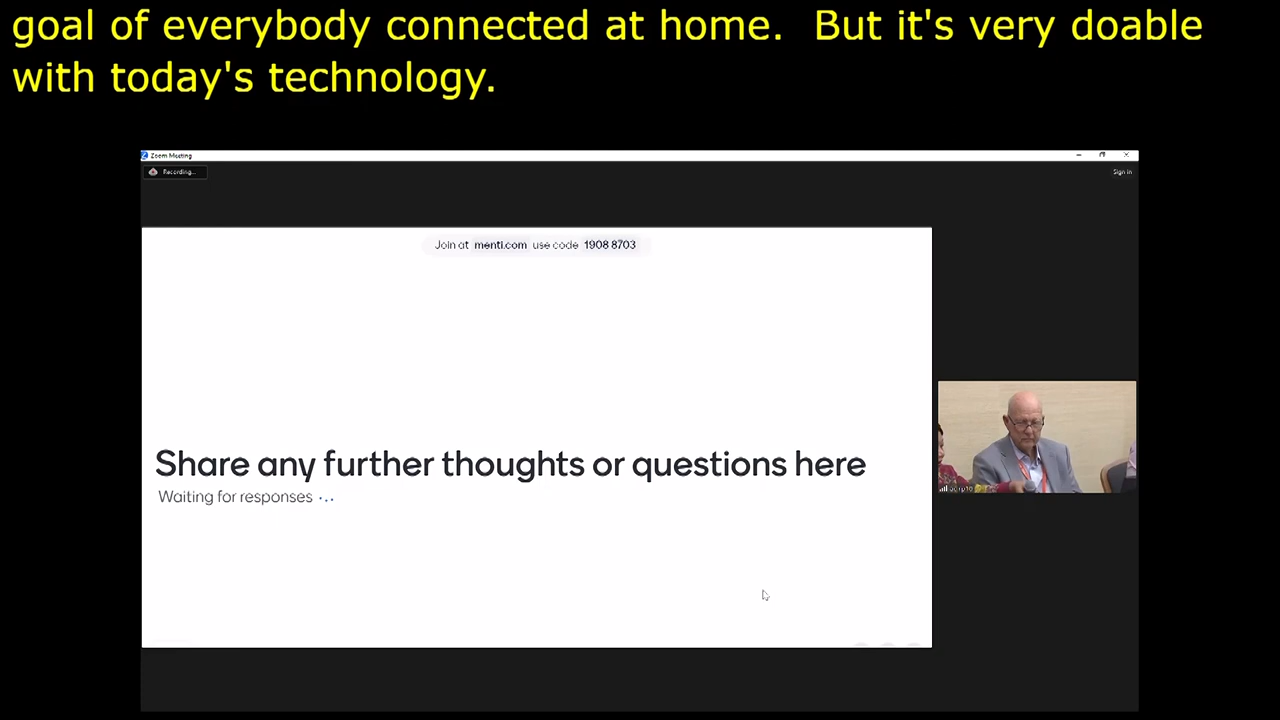 goal of everybody connected at home.  But it's very doable
with today's technology.
Zoom Meeting
Recording...
Sign in
Join at menti.com use code 1908 8703
Share any further thoughts or questions here
Waiting for responses ...